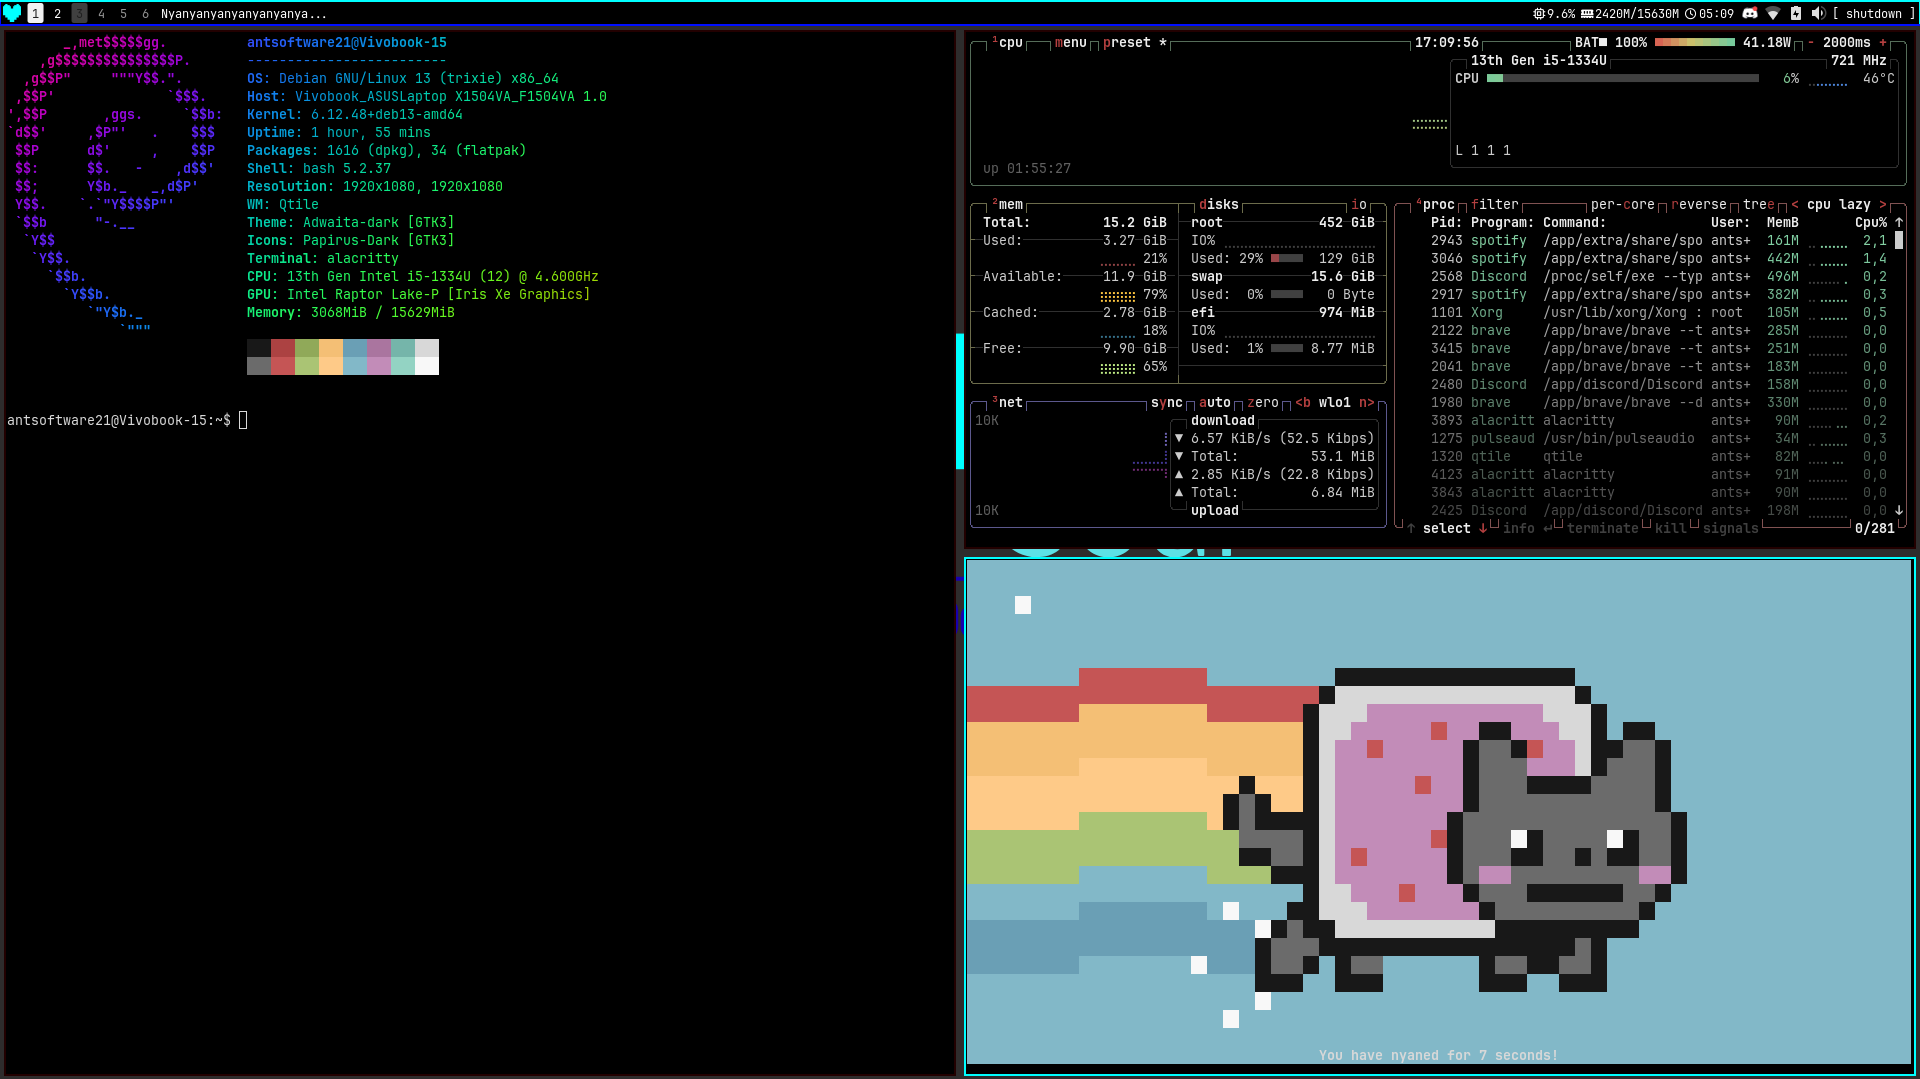 1 2 3 4 5 6 Nyanyanyanyanyanyanya...
9.6% 2420M/15630M 05:09 [ shutdown ]
_,met$$$$$gg.
,g$$$$$$$$$$$$$$$P.
,g$$P" """Y$$.".
,$$P' `$$$.
',$$P ,ggs. `$$b:
`d$$' ,$P"' . $$$
$$P d$' , $$P
$$: $$. - ,d$$'
$$; Y$b._ _,d$P'
Y$$. `.`"Y$$$$P"'
`$$b "-.__
`Y$$
`Y$$.
`$$b.
`Y$$b.
`"Y$b._
`"""
antsoftware21@Vivobook-15
-------------------------
OS: Debian GNU/Linux 13 (trixie) x86_64
Host: Vivobook_ASUSLaptop X1504VA_F1504VA 1.0
Kernel: 6.12.48+deb13-amd64
Uptime: 1 hour, 55 mins
Packages: 1616 (dpkg), 34 (flatpak)
Shell: bash 5.2.37
Resolution: 1920x1080, 1920x1080
WM: Qtile
Theme: Adwaita-dark [GTK3]
Icons: Papirus-Dark [GTK3]
Terminal: alacritty
CPU: 13th Gen Intel i5-1334U (12) @ 4.600GHz
GPU: Intel Raptor Lake-P [Iris Xe Graphics]
Memory: 3068MiB / 15629MiB
antsoftware21@Vivobook-15:~$
1cpu menu preset * 17:09:56 BAT■ 100% 41.18W - 2000ms +
13th Gen i5-1334U 721 MHz
CPU 6% 46°C
L 1 1 1
up 01:55:27
2mem disks io
Total: 15.2 GiB
Used: 3.27 GiB
21%
Available: 11.9 GiB
79%
Cached: 2.78 GiB
18%
Free: 9.90 GiB
65%
root 452 GiB
IO%
Used: 29% 129 GiB
swap 15.6 GiB
Used: 0% 0 Byte
efi 974 MiB
IO%
Used: 1% 8.77 MiB
3net sync auto zero <b wlo1 n>
10K
download
▼ 6.57 KiB/s (52.5 Kibps)
▼ Total: 53.1 MiB
▲ 2.85 KiB/s (22.8 Kibps)
▲ Total: 6.84 MiB
upload
10K
4proc filter per-core reverse tree < cpu lazy >
Pid: Program: Command: User: MemB Cpu% ↑
2943 spotify /app/extra/share/spo ants+ 161M 2,1
3046 spotify /app/extra/share/spo ants+ 442M 1,4
2568 Discord /proc/self/exe --typ ants+ 496M 0,2
2917 spotify /app/extra/share/spo ants+ 382M 0,3
1101 Xorg /usr/lib/xorg/Xorg : root 105M 0,5
2122 brave /app/brave/brave --t ants+ 285M 0,0
3415 brave /app/brave/brave --t ants+ 251M 0,0
2041 brave /app/brave/brave --t ants+ 183M 0,0
2480 Discord /app/discord/Discord ants+ 158M 0,0
1980 brave /app/brave/brave --d ants+ 330M 0,0
3893 alacritt alacritty ants+ 90M 0,2
1275 pulseaud /usr/bin/pulseaudio ants+ 34M 0,3
1320 qtile qtile ants+ 82M 0,0
4123 alacritt alacritty ants+ 91M 0,0
3843 alacritt alacritty ants+ 90M 0,0
2425 Discord /app/discord/Discord ants+ 198M 0,0 ↓
↑ select ↓ info ↵ terminate kill signals 0/281
You have nyaned for 7 seconds!